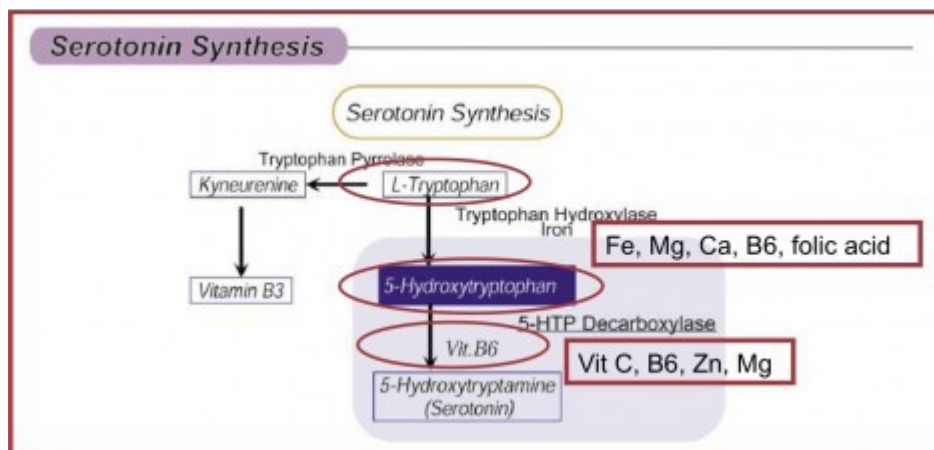 Serotonin Synthesis
Serotonin Synthesis
Tryptophan Pyrrolase
Kyneurenine
L-Tryptophan
Tryptophan Hydroxylase
Iron
Fe, Mg, Ca, B6, folic acid
Vitamin B3
5-Hydroxytryptophan
5-HTP Decarboxylase
Vit.B6
Vit C, B6, Zn, Mg
5-Hydroxytryptamine
(Serotonin)